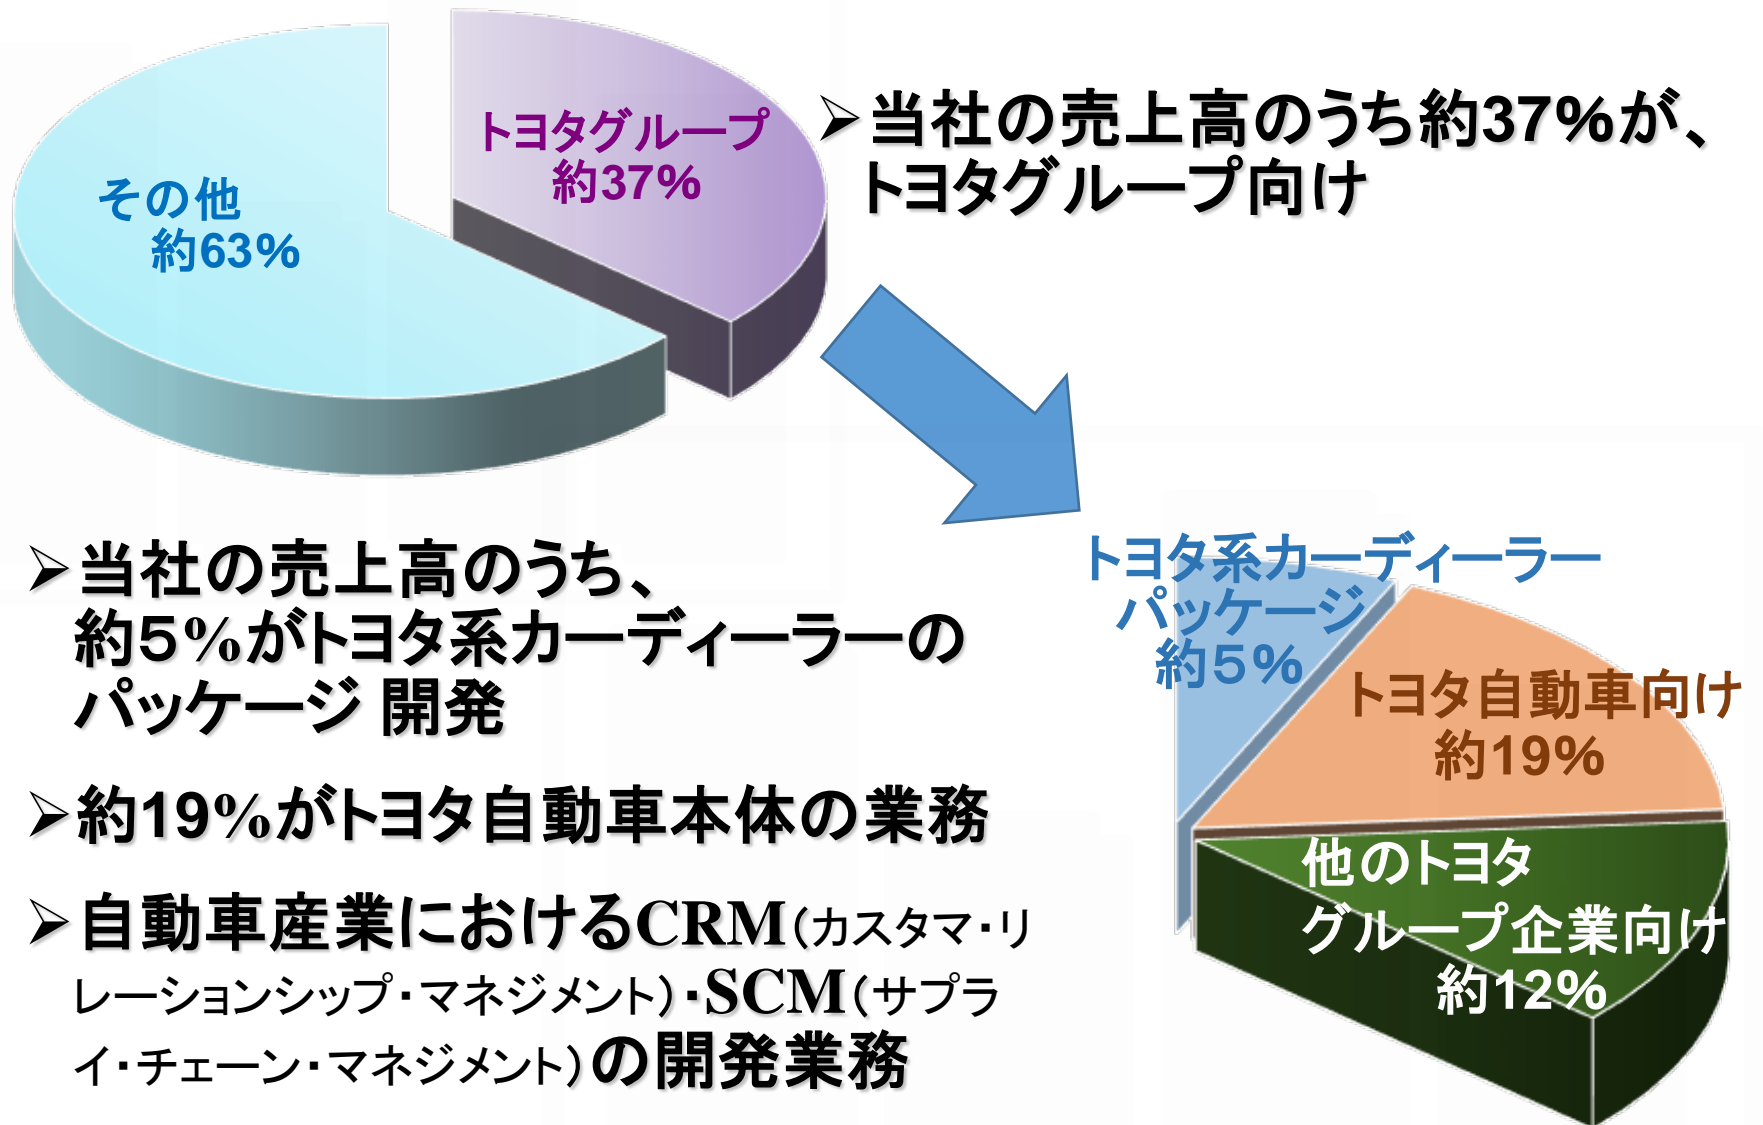 トヨタグループ
約37%
その他
約63%
➢当社の売上高のうち約37%が、
トヨタグループ向け
トヨタ系カーディーラー
パッケージ
約5%
トヨタ自動車向け
約19%
他のトヨタ
グループ企業向け
約12%
➢当社の売上高のうち、
約5%がトヨタ系カーディーラーの
パッケージ 開発
➢約19%がトヨタ自動車本体の業務
➢自動車産業におけるCRM(カスタマ・リ
レーションシップ・マネジメント)・SCM(サプラ
イ・チェーン・マネジメント)の開発業務